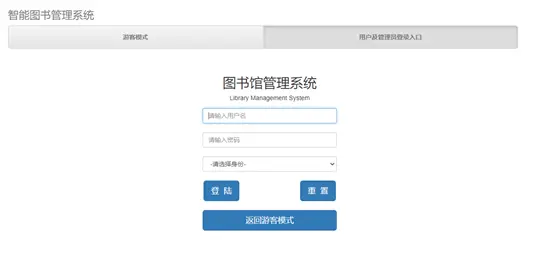 智能图书管理系统
游客模式
用户及管理员登录入口
图书馆管理系统
Library Management System
请输入用户名
请输入密码
-请选择身份-
登 陆
重 置
返回游客模式